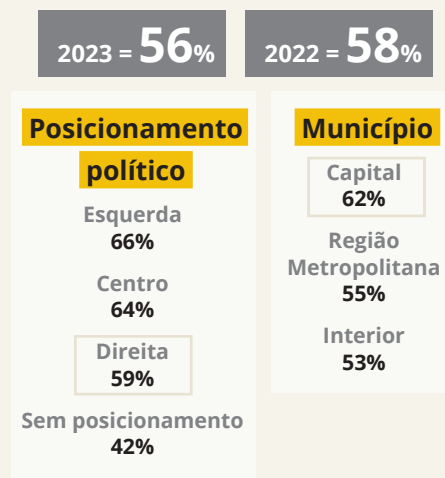 2023 = 56%
2022 = 58%
Posicionamento
político
Esquerda
66%
Centro
64%
Direita
59%
Sem posicionamento
42%
Município
Capital
62%
Região
Metropolitana
55%
Interior
53%